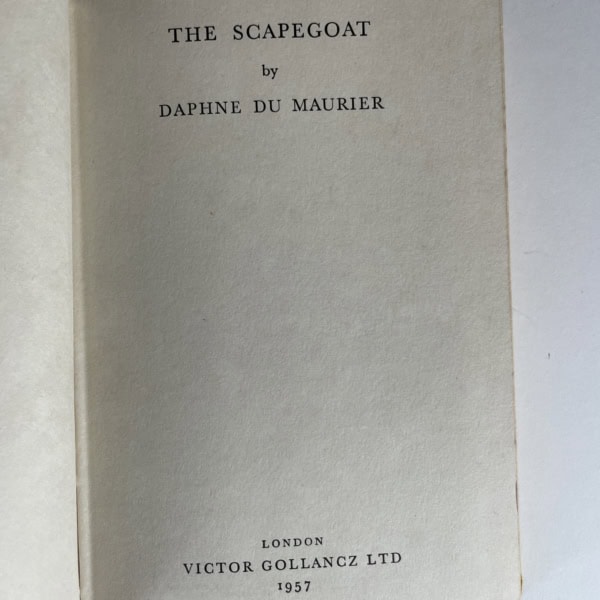 THE SCAPEGOAT
by
DAPHNE DU MAURIER
LONDON
VICTOR GOLLANCZ LTD
1957